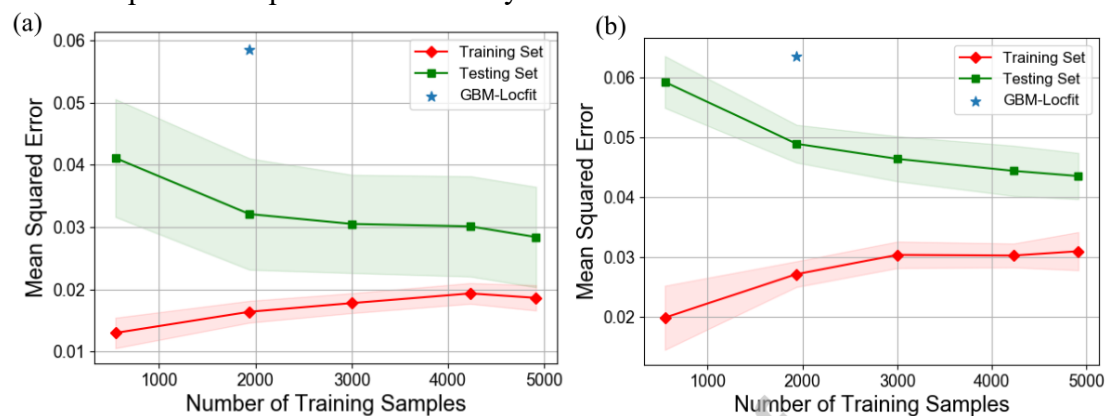 (a)
0.06
0.05
0.04
0.03
0.02
0.01
Mean Squared Error
1000 2000 3000 4000 5000
Number of Training Samples
Training Set
Testing Set
GBM-Locfit
(b)
0.06
0.05
0.04
0.03
0.02
Mean Squared Error
1000 2000 3000 4000 5000
Number of Training Samples
Training Set
Testing Set
GBM-Locfit